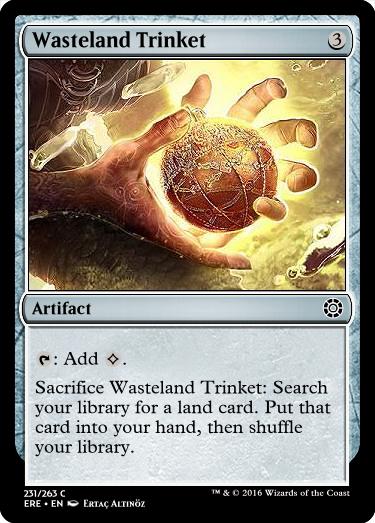 Wasteland Trinket 3
Artifact
: Add .
Sacrifice Wasteland Trinket: Search
your library for a land card. Put that
card into your hand, then shuffle
your library.
231/263 C ™ & © 2016 Wizards of the Coast
ERE • EN Ertaç Altınöz